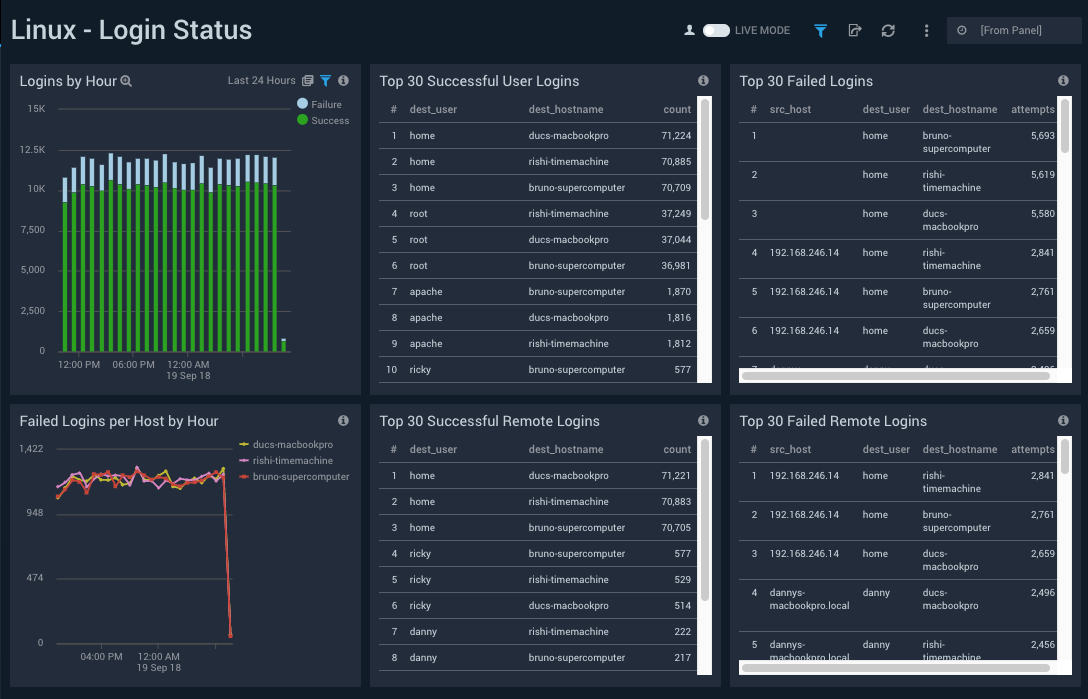 Linux - Login Status
LIVE MODE
[From Panel]
Logins by Hour
Last 24 Hours
Failure
Success
15K
12.5K
10K
7,500
5,000
2,500
0
12:00 PM 06:00 PM 12:00 AM
19 Sep 18
Top 30 Successful User Logins
# dest_user dest_hostname count
1 home ducs-macbookpro 71,224
2 home rishi-timemachine 70,885
3 home bruno-supercomputer 70,709
4 root rishi-timemachine 37,249
5 root ducs-macbookpro 37,044
6 root bruno-supercomputer 36,981
7 apache bruno-supercomputer 1,870
8 apache ducs-macbookpro 1,816
9 apache rishi-timemachine 1,812
10 ricky bruno-supercomputer 577
Top 30 Failed Logins
# src_host dest_user dest_hostname attempts
1 home bruno- 5,693
supercomputer
2 home rishi- 5,619
timemachine
3 home ducs- 5,580
macbookpro
4 192.168.246.14 home rishi- 2,841
timemachine
5 192.168.246.14 home bruno- 2,761
supercomputer
6 192.168.246.14 home ducs- 2,659
macbookpro
Failed Logins per Host by Hour
ducs-macbookpro
rishi-timemachine
bruno-supercomputer
1,422
948
474
0
04:00 PM 12:00 AM
19 Sep 18
Top 30 Successful Remote Logins
# dest_user dest_hostname count
1 home ducs-macbookpro 71,221
2 home rishi-timemachine 70,883
3 home bruno-supercomputer 70,705
4 ricky bruno-supercomputer 577
5 ricky rishi-timemachine 529
6 ricky ducs-macbookpro 514
7 danny rishi-timemachine 222
8 danny bruno-supercomputer 217
Top 30 Failed Remote Logins
# src_host dest_user dest_hostname attempts
1 192.168.246.14 home rishi- 2,841
timemachine
2 192.168.246.14 home bruno- 2,761
supercomputer
3 192.168.246.14 home ducs- 2,659
macbookpro
4 dannys- danny ducs- 2,496
macbookpro.local macbookpro
5 dannys- danny rishi- 2,456
macbookpro.local timemachine